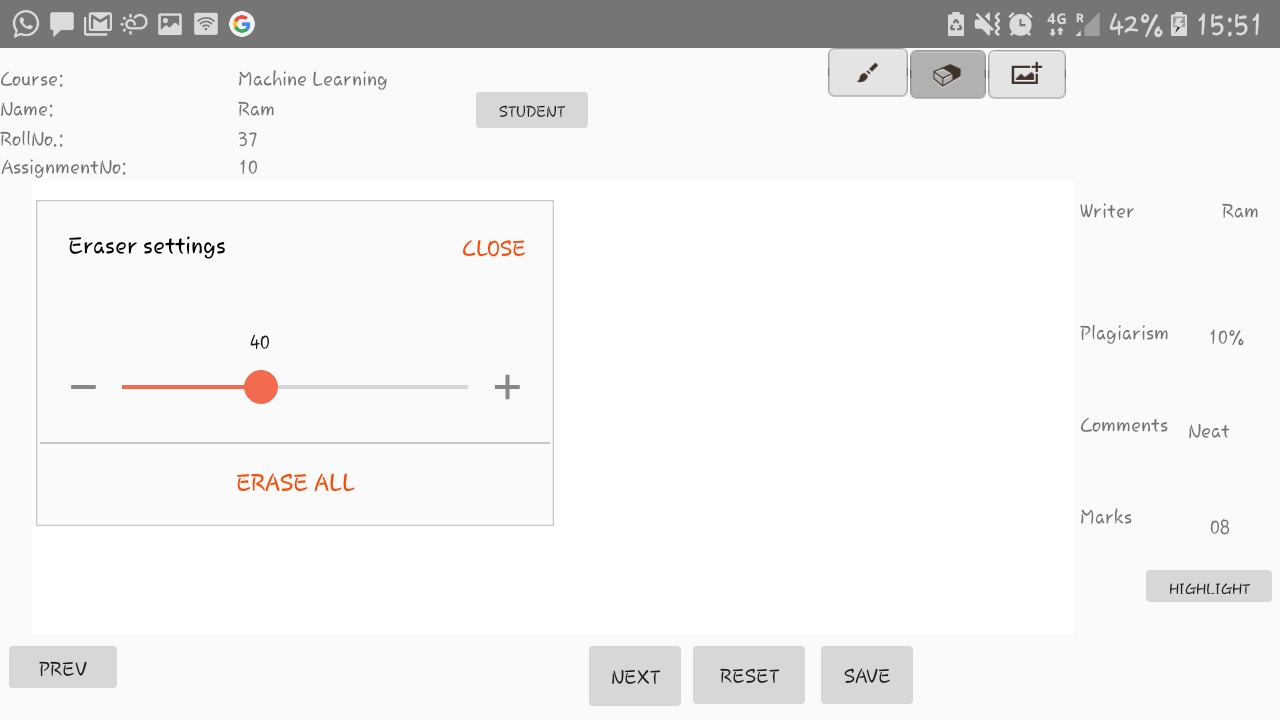 4G R 42% 15:51
Course: Machine Learning
Name: Ram
STUDENT
RollNo.: 37
AssignmentNo: 10
Writer Ram
Eraser settings CLOSE
40
Plagiarism 10%
Comments Neat
ERASE ALL
Marks 08
HIGHLIGHT
PREV NEXT RESET SAVE